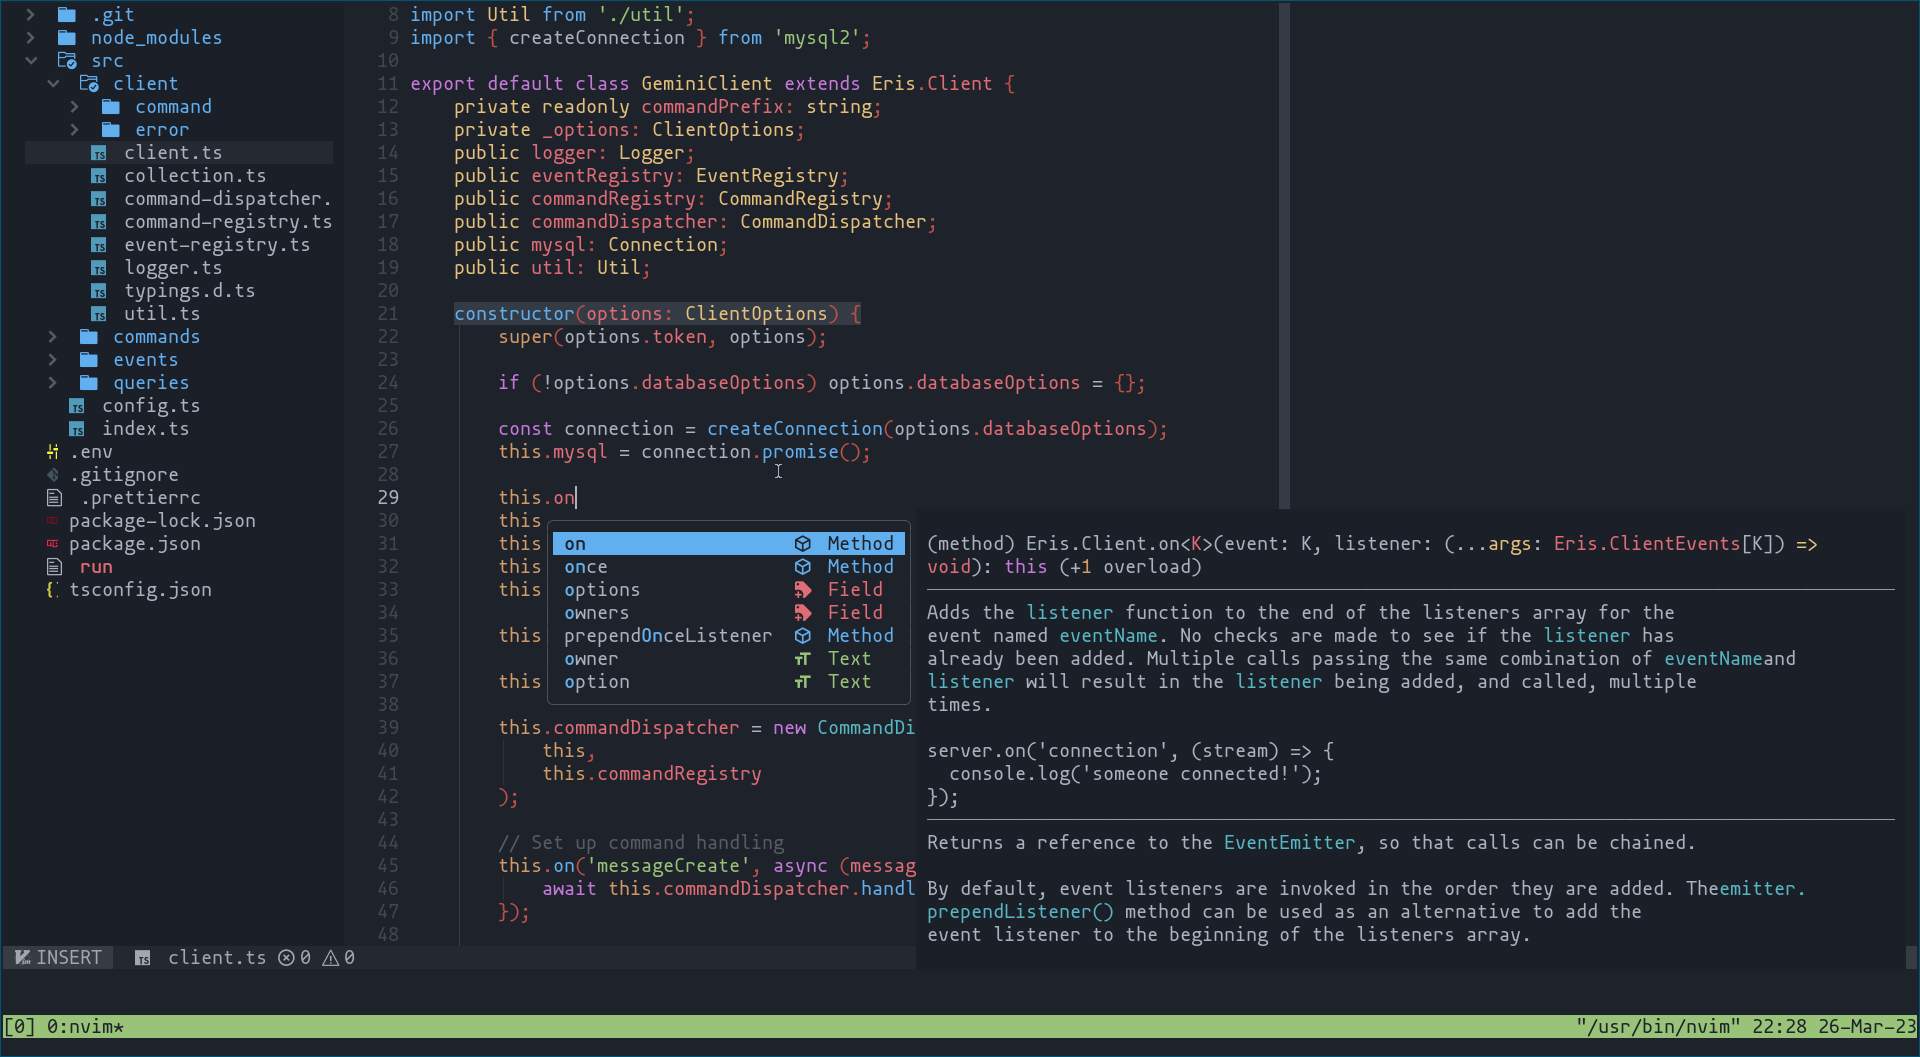 .git
node_modules
src
client
command
error
TS client.ts
TS collection.ts
TS command-dispatcher.
TS command-registry.ts
TS event-registry.ts
TS logger.ts
TS typings.d.ts
TS util.ts
commands
events
queries
TS config.ts
TS index.ts
.env
.gitignore
.prettierrc
package-lock.json
package.json
run
{} tsconfig.json
8 import Util from './util';
9 import { createConnection } from 'mysql2';
10
11 export default class GeminiClient extends Eris.Client {
12 private readonly commandPrefix: string;
13 private _options: ClientOptions;
14 public logger: Logger;
15 public eventRegistry: EventRegistry;
16 public commandRegistry: CommandRegistry;
17 public commandDispatcher: CommandDispatcher;
18 public mysql: Connection;
19 public util: Util;
20
21 constructor(options: ClientOptions) {
22 super(options.token, options);
23
24 if (!options.databaseOptions) options.databaseOptions = {};
25
26 const connection = createConnection(options.databaseOptions);
27 this.mysql = connection.promise();
28
29 this.on
30 this
31 this
32 this
33 this
34
35 this
36
37 this
38
39 this.commandDispatcher = new CommandDi
40 this,
41 this.commandRegistry
42 );
43
44 // Set up command handling
45 this.on('messageCreate', async (messag
46 await this.commandDispatcher.handl
47 });
48
on Method
once Method
options Field
owners Field
prependOnceListener Method
owner Text
option Text
(method) Eris.Client.on<K>(event: K, listener: (...args: Eris.ClientEvents[K]) =>
void): this (+1 overload)
Adds the listener function to the end of the listeners array for the
event named eventName. No checks are made to see if the listener has
already been added. Multiple calls passing the same combination of eventNameand
listener will result in the listener being added, and called, multiple
times.
server.on('connection', (stream) => {
console.log('someone connected!');
});
Returns a reference to the EventEmitter, so that calls can be chained.
By default, event listeners are invoked in the order they are added. Theemitter.
prependListener() method can be used as an alternative to add the
event listener to the beginning of the listeners array.
INSERT TS client.ts 0 0
[0] 0:nvim* "/usr/bin/nvim" 22:28 26-Mar-23